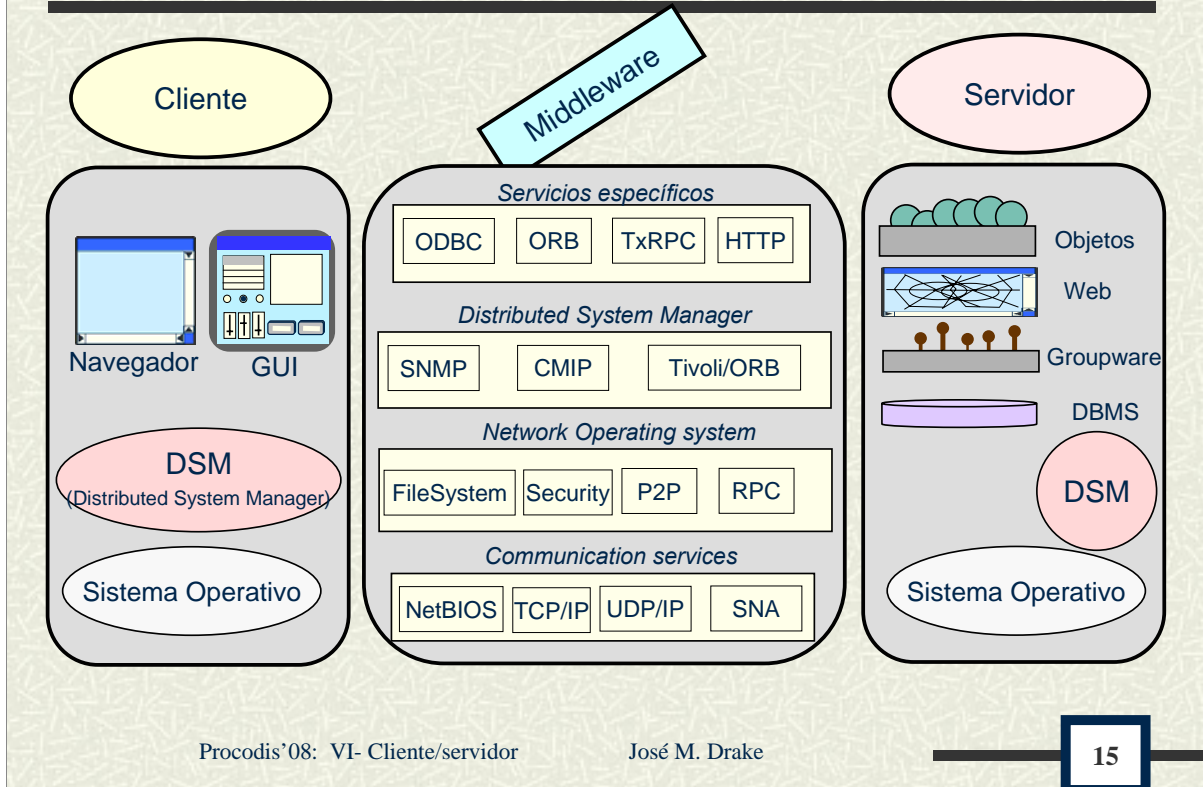 Cliente
Middleware
Servidor
Navegador
GUI
DSM
(Distributed System Manager)
Sistema Operativo
Servicios específicos
ODBC
ORB
TxRPC
HTTP
Distributed System Manager
SNMP
CMIP
Tivoli/ORB
Network Operating system
FileSystem
Security
P2P
RPC
Communication services
NetBIOS
TCP/IP
UDP/IP
SNA
Objetos
Web
Groupware
DBMS
DSM
Sistema Operativo
Procodis'08: VI- Cliente/servidor
José M. Drake
15